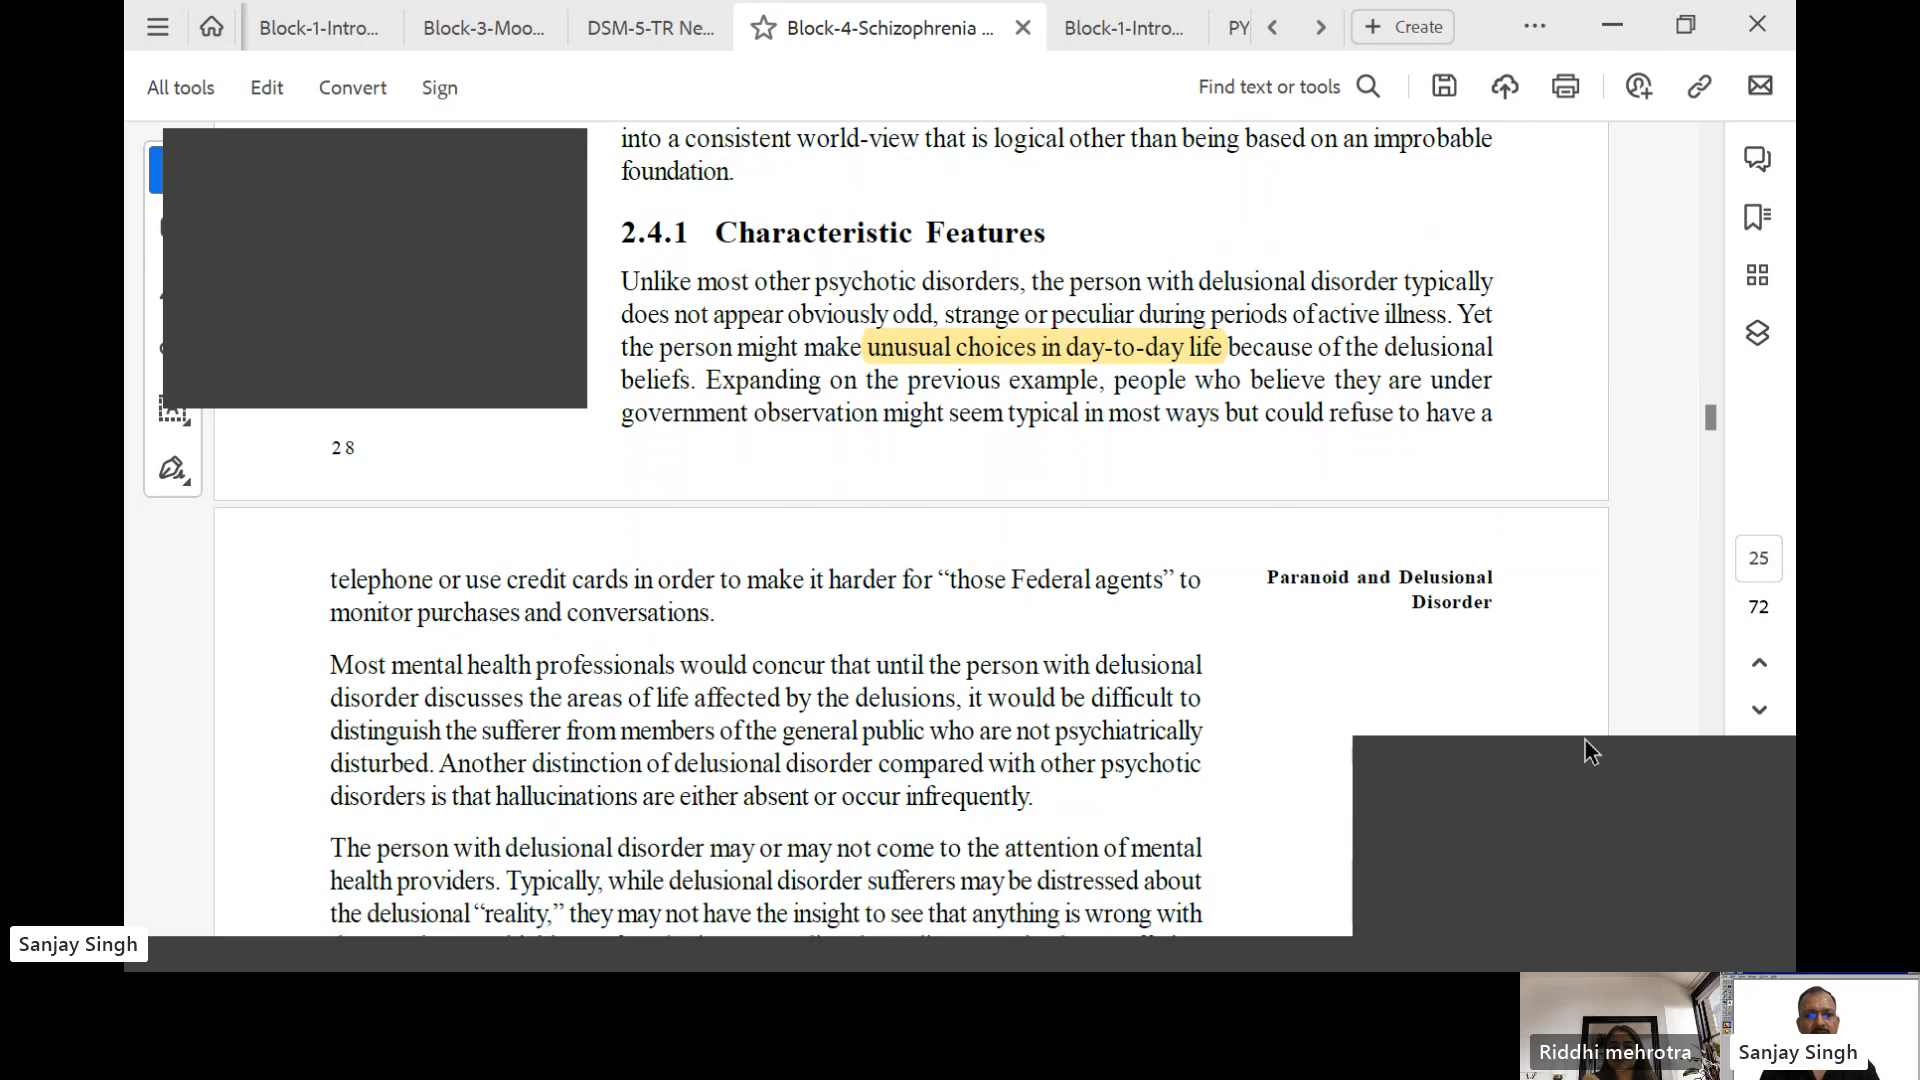 Block-1-Intro...
Block-3-Moo...
DSM-5-TR Ne...
Block-4-Schizophrenia ...
Block-1-Intro...
PY
Create
All tools
Edit
Convert
Sign
Find text or tools
into a consistent world-view that is logical other than being based on an improbable
foundation.
2.4.1 Characteristic Features
Unlike most other psychotic disorders, the person with delusional disorder typically
does not appear obviously odd, strange or peculiar during periods of active illness. Yet
the person might make unusual choices in day-to-day life because of the delusional
beliefs. Expanding on the previous example, people who believe they are under
government observation might seem typical in most ways but could refuse to have a
28
25
72
telephone or use credit cards in order to make it harder for “those Federal agents” to
monitor purchases and conversations.
Paranoid and Delusional
Disorder
Most mental health professionals would concur that until the person with delusional
disorder discusses the areas of life affected by the delusions, it would be difficult to
distinguish the sufferer from members of the general public who are not psychiatrically
disturbed. Another distinction of delusional disorder compared with other psychotic
disorders is that hallucinations are either absent or occur infrequently.
The person with delusional disorder may or may not come to the attention of mental
health providers. Typically, while delusional disorder sufferers may be distressed about
the delusional “reality,” they may not have the insight to see that anything is wrong with
Sanjay Singh
Riddhi mehrotra
Sanjay Singh